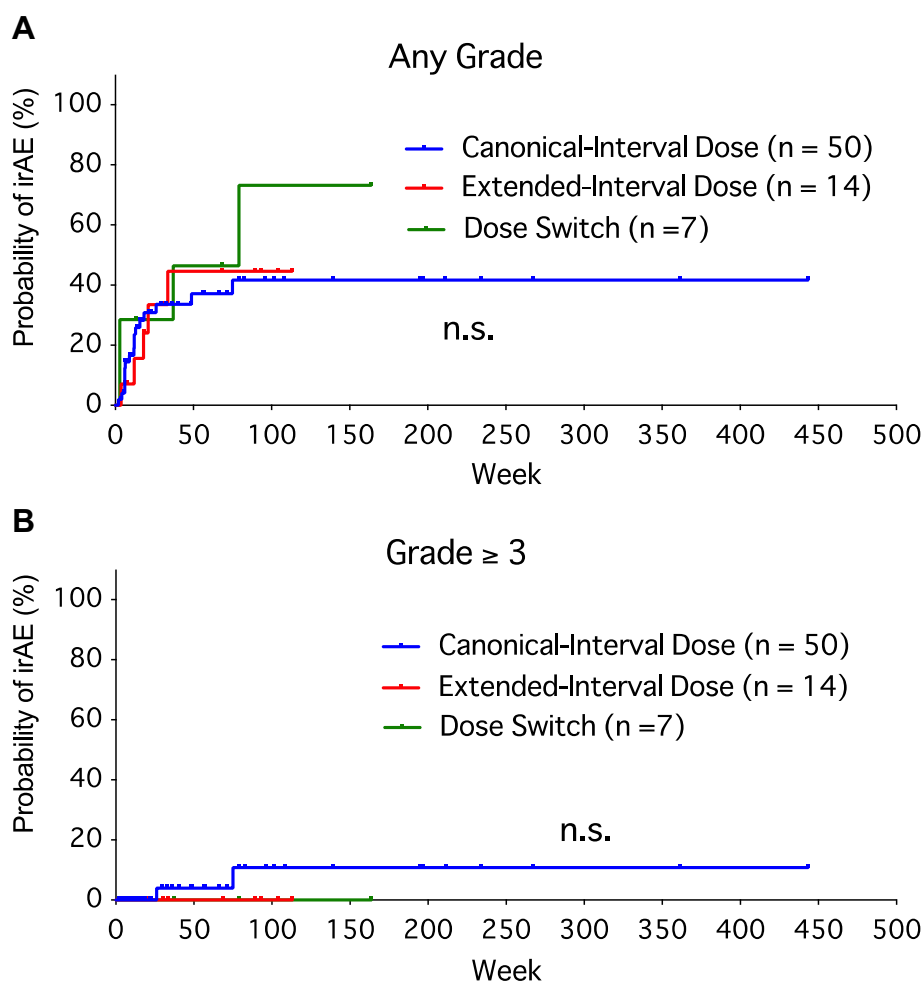 A
Any Grade
Probability of irAE (%)
100
80
60
40
20
0
Canonical-Interval Dose (n = 50)
Extended-Interval Dose (n = 14)
Dose Switch (n =7)
n.s.
0 50 100 150 200 250 300 350 400 450 500
Week
B
Grade ≥ 3
Probability of irAE (%)
100
80
60
40
20
0
Canonical-Interval Dose (n = 50)
Extended-Interval Dose (n = 14)
Dose Switch (n =7)
n.s.
0 50 100 150 200 250 300 350 400 450 500
Week